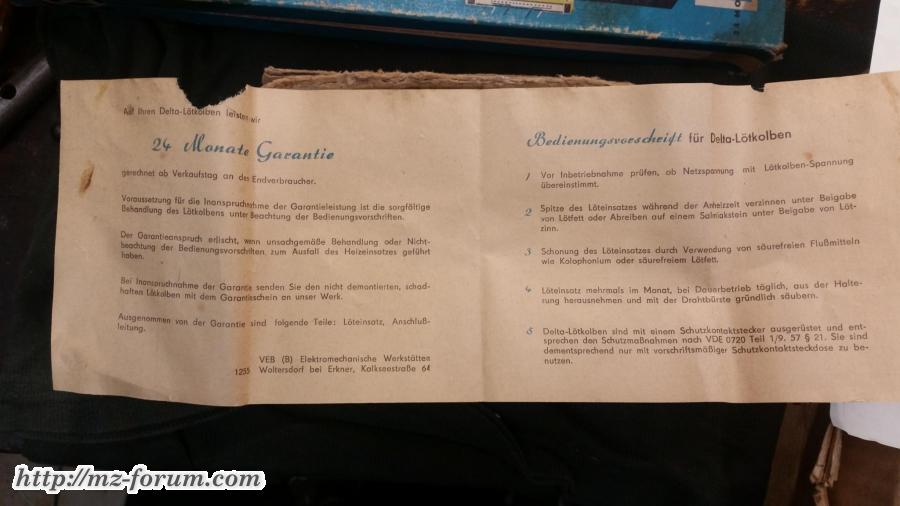 Auf Ihren Delta-Lötkolben leisten wir
24 Monate Garantie
gerechnet ab Verkaufstag an den Endverbraucher.
Voraussetzung für die Inanspruchnahme der Garantieleistung ist die sorgfältige
Behandlung des Lötkolbens unter Beachtung der Bedienungsvorschriften.
Der Garantieanspruch erlischt, wenn unsachgemäße Behandlung oder Nicht-
beachtung der Bedienungsvorschriften zum Ausfall des Heizeinsatzes geführt
haben.
Bei Inanspruchnahme der Garantie senden Sie den nicht demontierten, schad-
haften Lötkolben mit dem Garantieschein an unser Werk.
Ausgenommen von der Garantie sind folgende Teile: Löteinsatz, Anschluß-
leitung.
VEB (B) Elektromechanische Werkstätten
1255 Woltersdorf bei Erkner, Kalkseestraße 64
Bedienungsvorschrift für Delta-Lötkolben
1 Vor Inbetriebnahme prüfen, ob Netzspannung mit Lötkolben-Spannung
übereinstimmt.
2 Spitze des Löteinsatzes während der Anheizzeit verzinnen unter Beigabe
von Lötfett oder Abreiben auf einem Salmiakstein unter Beigabe von Löt-
zinn.
3 Schonung des Löteinsatzes durch Verwendung von säurefreien Flußmitteln
wie Kolophonium oder säurefreiem Lötfett.
4 Löteinsatz mehrmals im Monat, bei Dauerbetrieb täglich, aus der Halte-
rung herausnehmen und mit der Drahtbürste gründlich säubern.
5 Delta-Lötkolben sind mit einem Schutzkontaktstecker ausgerüstet und ent-
sprechen den Schutzmaßnahmen nach VDE 0720 Teil 1/9. 57 § 21. Sie sind
dementsprechend nur mit vorschriftsmäßiger Schutzkontaktsteckdose zu be-
nutzen.
http://mz-forum.com